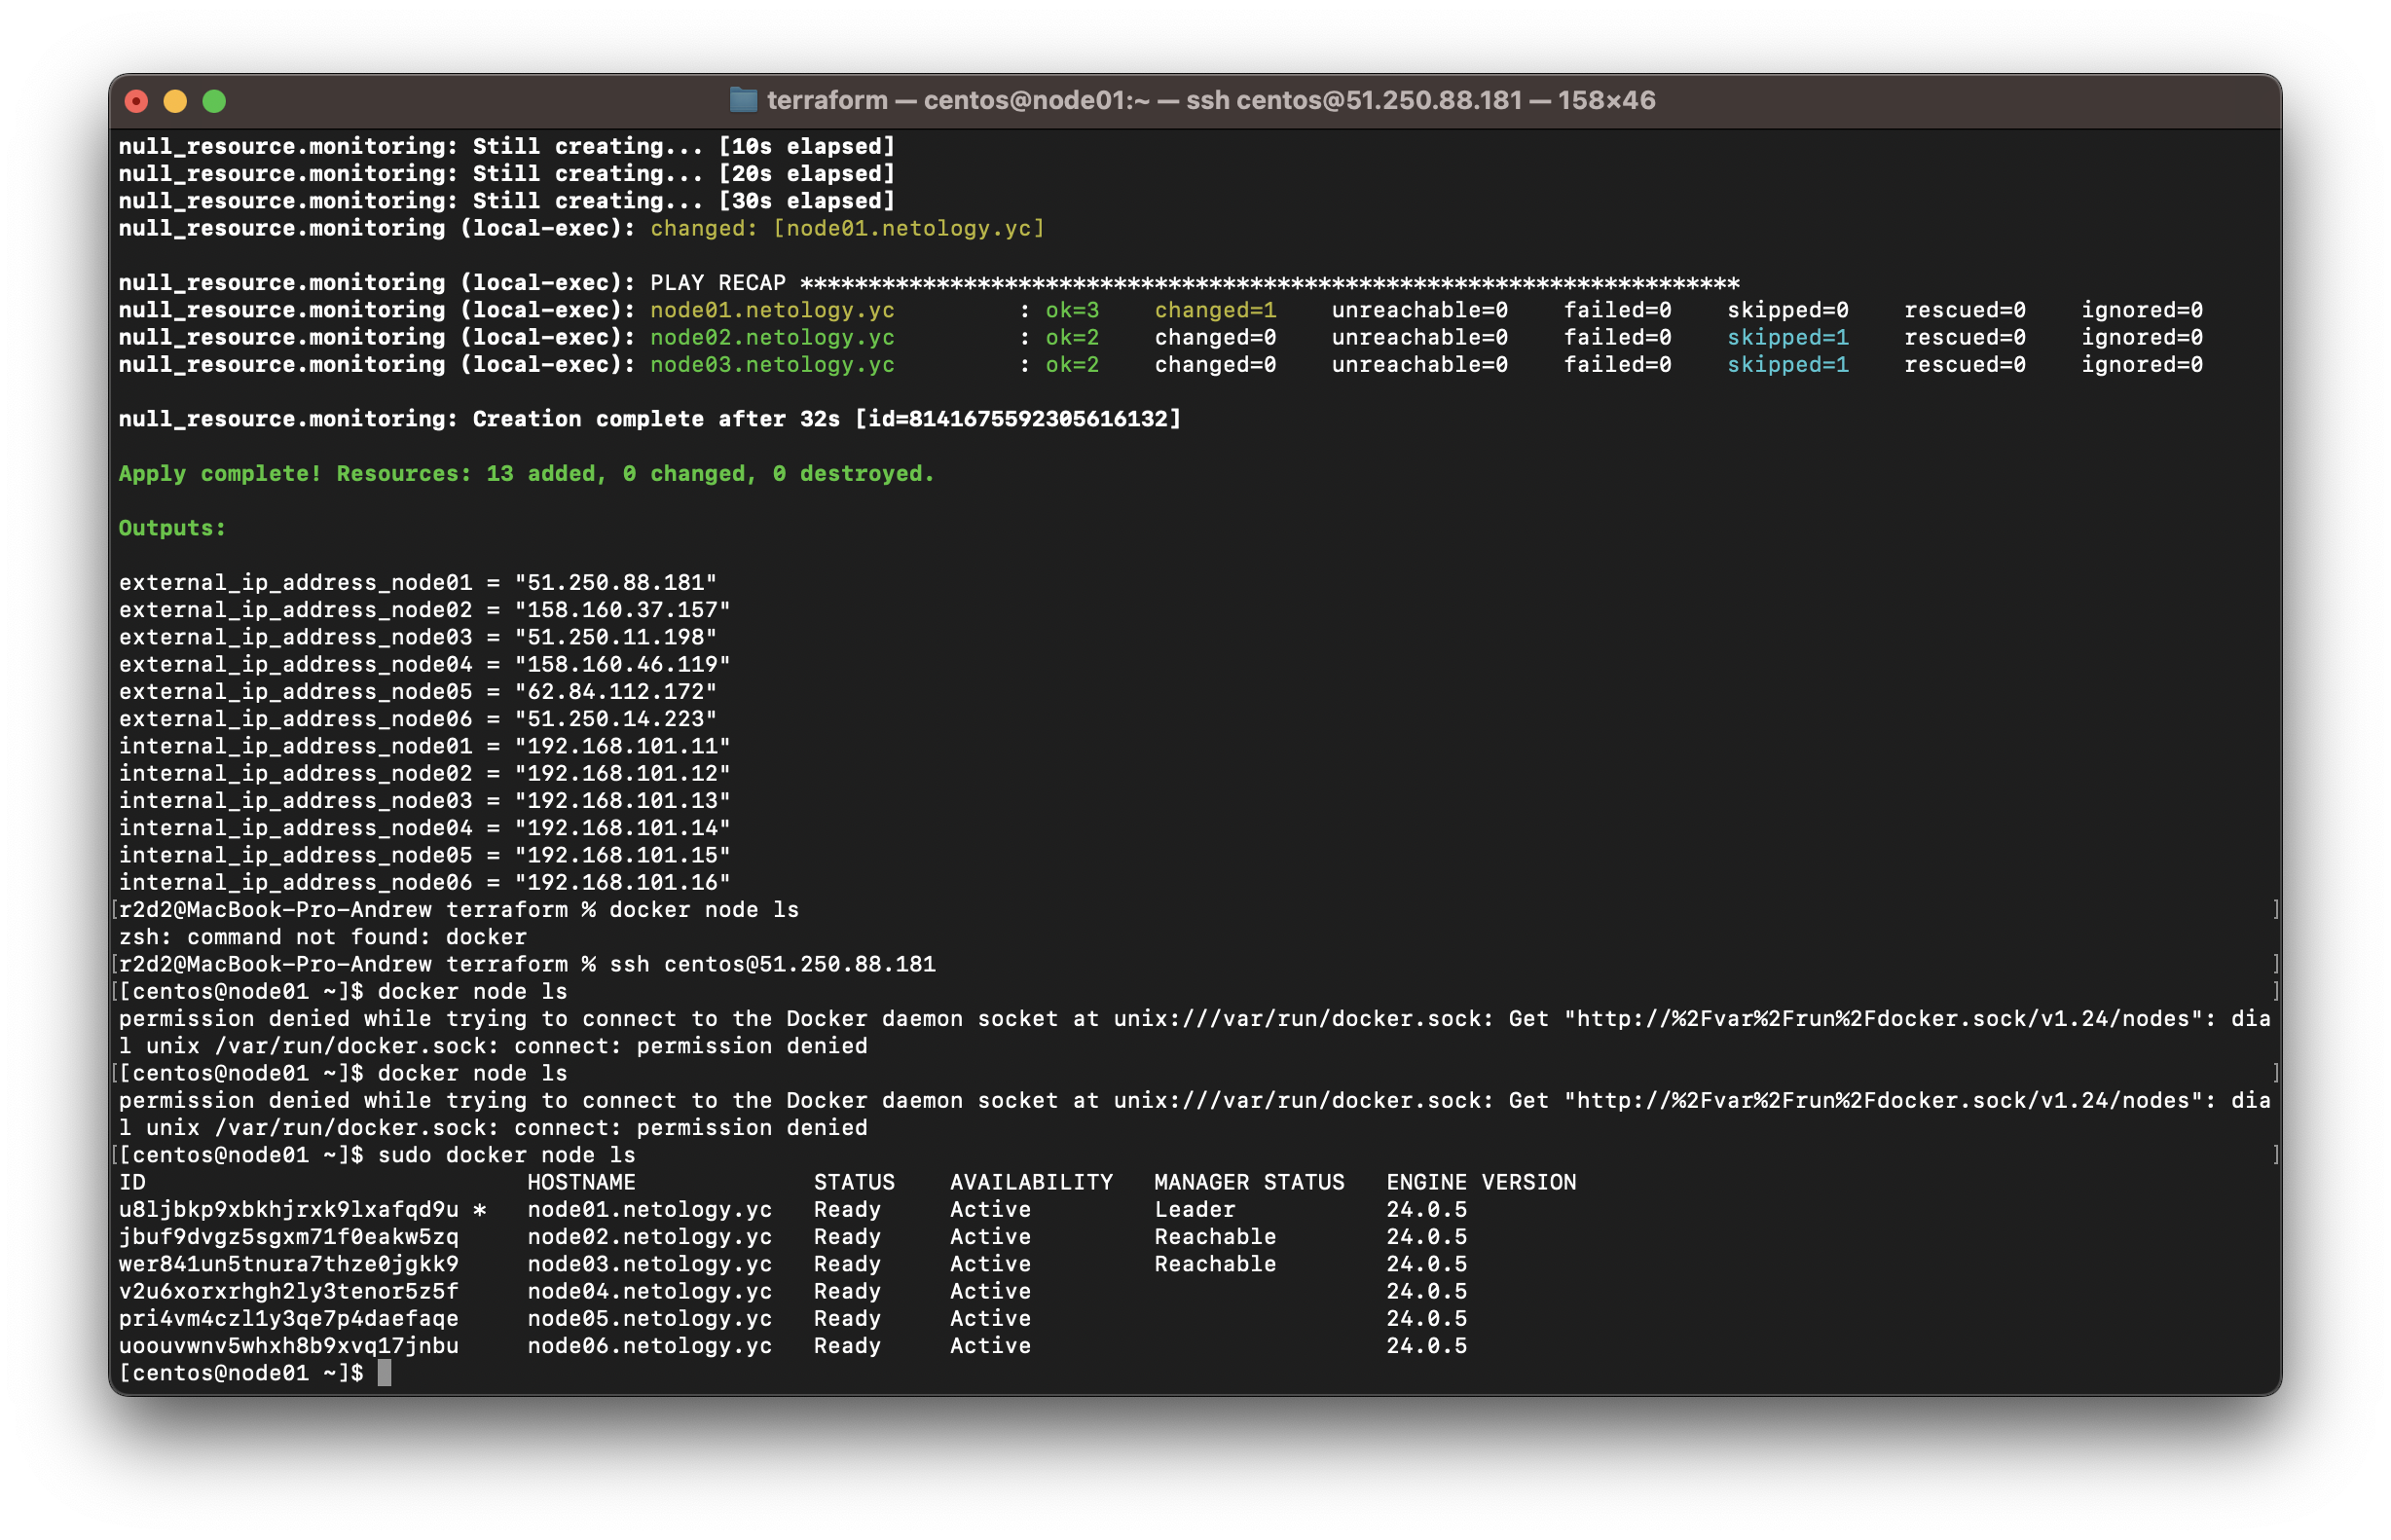 terraform — centos@node01:~ — ssh centos@51.250.88.181 — 158×46
null_resource.monitoring: Still creating... [10s elapsed]
null_resource.monitoring: Still creating... [20s elapsed]
null_resource.monitoring: Still creating... [30s elapsed]
null_resource.monitoring (local-exec): changed: [node01.netology.yc]
null_resource.monitoring (local-exec): PLAY RECAP *********************************************************************
null_resource.monitoring (local-exec): node01.netology.yc         : ok=3    changed=1    unreachable=0    failed=0    skipped=0    rescued=0    ignored=0
null_resource.monitoring (local-exec): node02.netology.yc         : ok=2    changed=0    unreachable=0    failed=0    skipped=1    rescued=0    ignored=0
null_resource.monitoring (local-exec): node03.netology.yc         : ok=2    changed=0    unreachable=0    failed=0    skipped=1    rescued=0    ignored=0
null_resource.monitoring: Creation complete after 32s [id=8141675592305616132]
Apply complete! Resources: 13 added, 0 changed, 0 destroyed.
Outputs:
external_ip_address_node01 = "51.250.88.181"
external_ip_address_node02 = "158.160.37.157"
external_ip_address_node03 = "51.250.11.198"
external_ip_address_node04 = "158.160.46.119"
external_ip_address_node05 = "62.84.112.172"
external_ip_address_node06 = "51.250.14.223"
internal_ip_address_node01 = "192.168.101.11"
internal_ip_address_node02 = "192.168.101.12"
internal_ip_address_node03 = "192.168.101.13"
internal_ip_address_node04 = "192.168.101.14"
internal_ip_address_node05 = "192.168.101.15"
internal_ip_address_node06 = "192.168.101.16"
[r2d2@MacBook-Pro-Andrew terraform % docker node ls ]
zsh: command not found: docker
[r2d2@MacBook-Pro-Andrew terraform % ssh centos@51.250.88.181 ]
[[centos@node01 ~]$ docker node ls ]
permission denied while trying to connect to the Docker daemon socket at unix:///var/run/docker.sock: Get "http://%2Fvar%2Frun%2Fdocker.sock/v1.24/nodes": dia
l unix /var/run/docker.sock: connect: permission denied
[[centos@node01 ~]$ docker node ls ]
permission denied while trying to connect to the Docker daemon socket at unix:///var/run/docker.sock: Get "http://%2Fvar%2Frun%2Fdocker.sock/v1.24/nodes": dia
l unix /var/run/docker.sock: connect: permission denied
[[centos@node01 ~]$ sudo docker node ls ]
ID                            HOSTNAME             STATUS    AVAILABILITY   MANAGER STATUS   ENGINE VERSION
u8ljbkp9xbkhjrxk9lxafqd9u *   node01.netology.yc   Ready     Active         Leader           24.0.5
jbuf9dvgz5sgxm71f0eakw5zq     node02.netology.yc   Ready     Active         Reachable        24.0.5
wer841un5tnura7thze0jgkk9     node03.netology.yc   Ready     Active         Reachable        24.0.5
v2u6xorxrhgh2ly3tenor5z5f     node04.netology.yc   Ready     Active                          24.0.5
pri4vm4czl1y3qe7p4daefaqe     node05.netology.yc   Ready     Active                          24.0.5
uoouvwnv5whxh8b9xvq17jnbu     node06.netology.yc   Ready     Active                          24.0.5
[centos@node01 ~]$